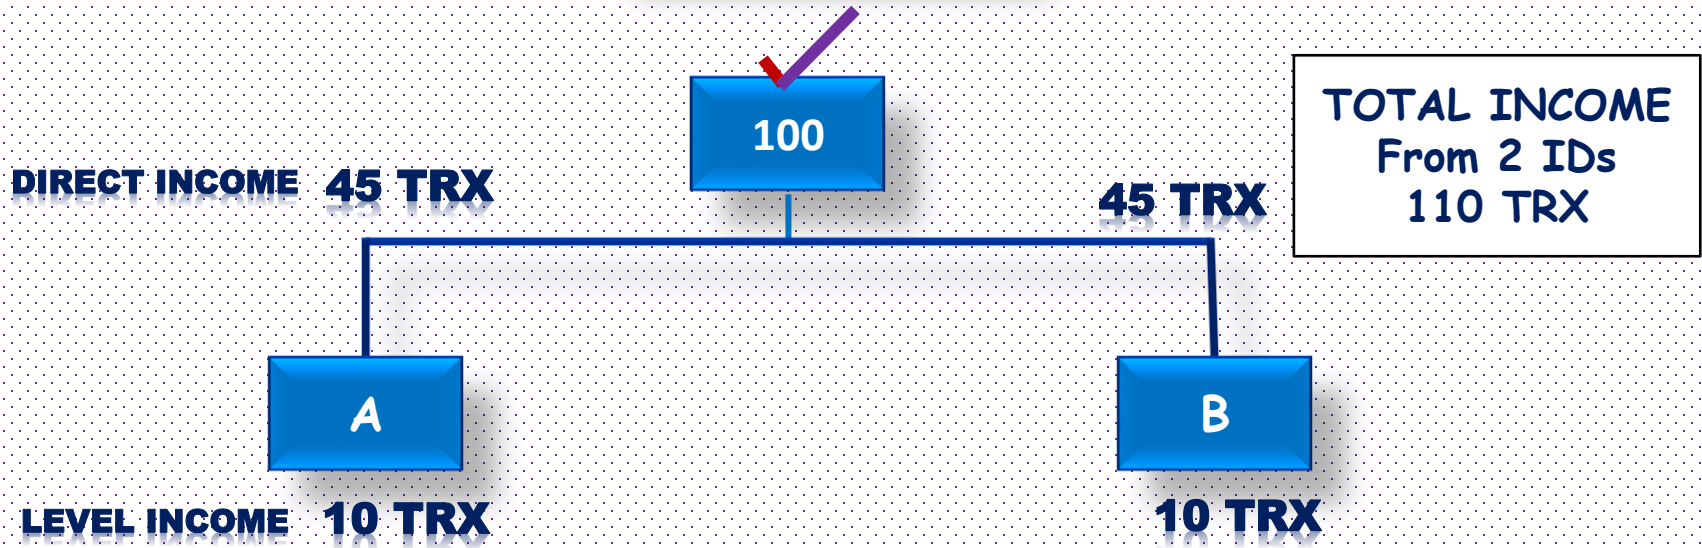 100
TOTAL INCOME
From 2 IDs
110 TRX
DIRECT INCOME 45 TRX
45 TRX
A
B
LEVEL INCOME 10 TRX
10 TRX